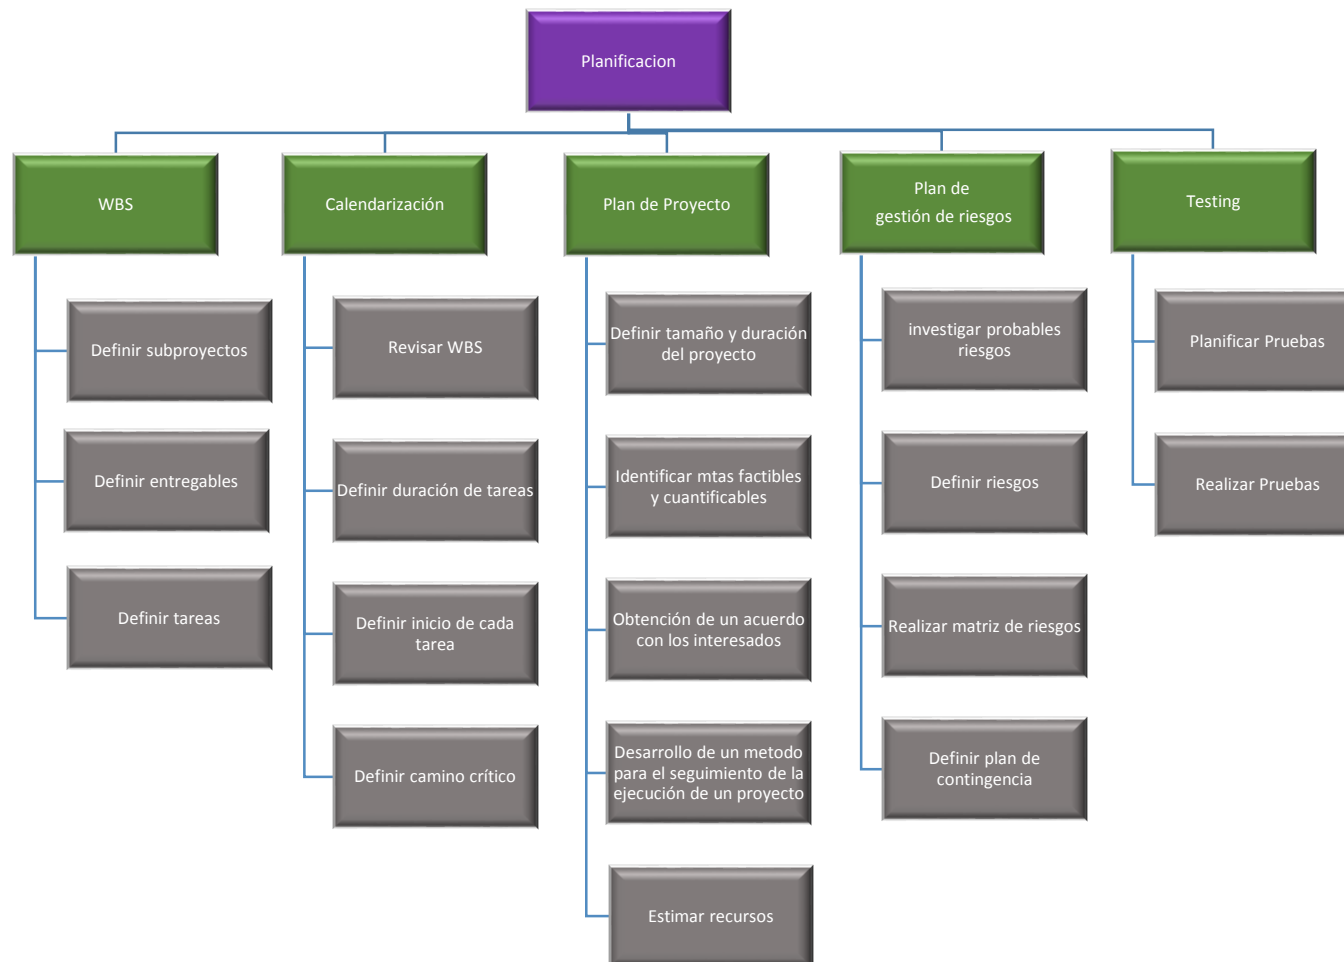 Planificacion
WBS
Definir subproyectos
Definir entregables
Definir tareas
Calendarización
Revisar WBS
Definir duración de tareas
Definir inicio de cada
tarea
Definir camino crítico
Plan de Proyecto
Definir tamaño y duración
del proyecto
Identificar mtas factibles
y cuantificables
Obtención de un acuerdo
con los interesados
Desarrollo de un metodo
para el seguimiento de la
ejecución de un proyecto
Estimar recursos
Plan de
gestión de riesgos
investigar probables
riesgos
Definir riesgos
Realizar matriz de riesgos
Definir plan de
contingencia
Testing
Planificar Pruebas
Realizar Pruebas